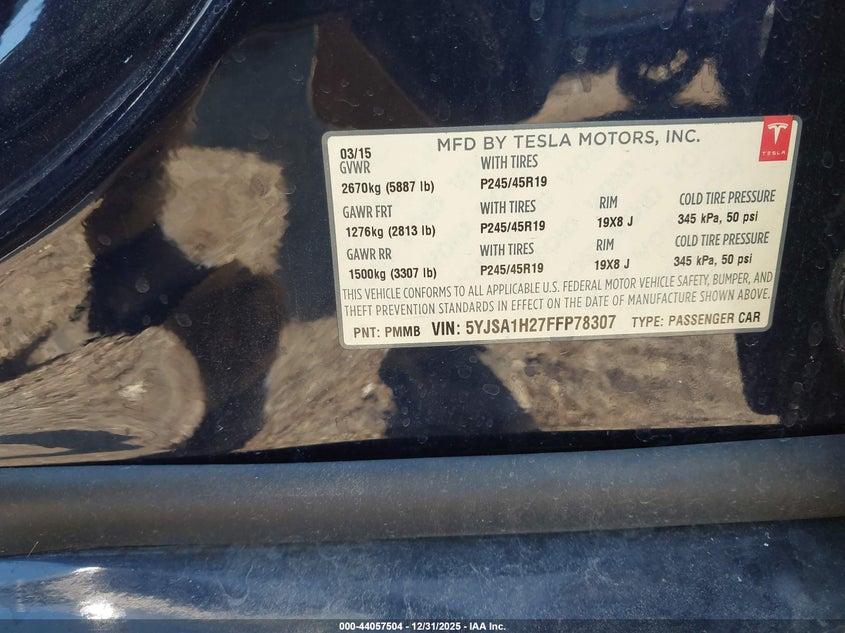 MFD BY TESLA MOTORS, INC.
TESLA
03/15
GVWR WITH TIRES
2670kg (5887 lb) P245/45R19
GAWR FRT WITH TIRES RIM COLD TIRE PRESSURE
1276kg (2813 lb) P245/45R19 19X8 J 345 kPa, 50 psi
GAWR RR WITH TIRES RIM COLD TIRE PRESSURE
1500kg (3307 lb) P245/45R19 19X8 J 345 kPa, 50 psi
THIS VEHICLE CONFORMS TO ALL APPLICABLE U.S. FEDERAL MOTOR VEHICLE SAFETY, BUMPER, AND
THEFT PREVENTION STANDARDS IN EFFECT ON THE DATE OF MANUFACTURE SHOWN ABOVE.
PNT: PMMB VIN: 5YJSA1H27FFP78307 TYPE: PASSENGER CAR
000-44057504 - 12/31/2025 - IAA Inc.